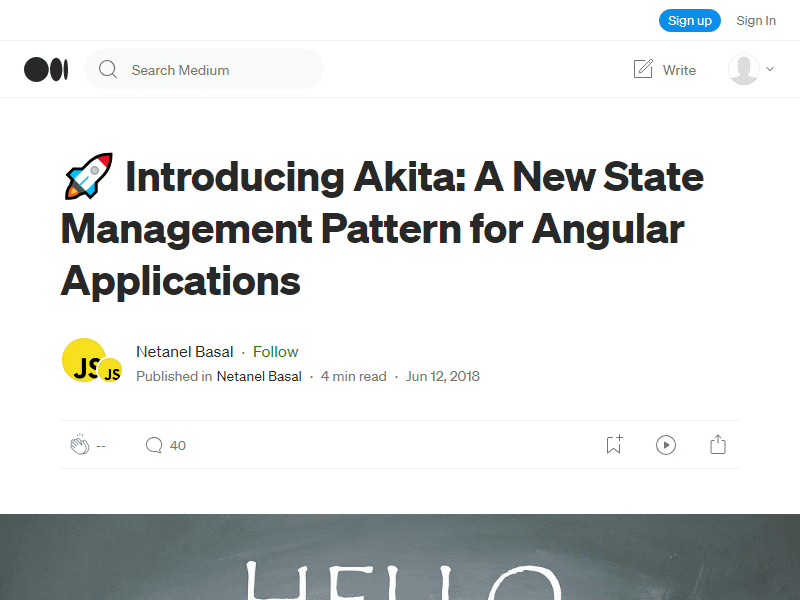 Sign up Sign In
Search Medium Write
🚀 Introducing Akita: A New State
Management Pattern for Angular
Applications
JS JS
Netanel Basal · Follow
Published in Netanel Basal · 4 min read · Jun 12, 2018
-- 40
HELLO